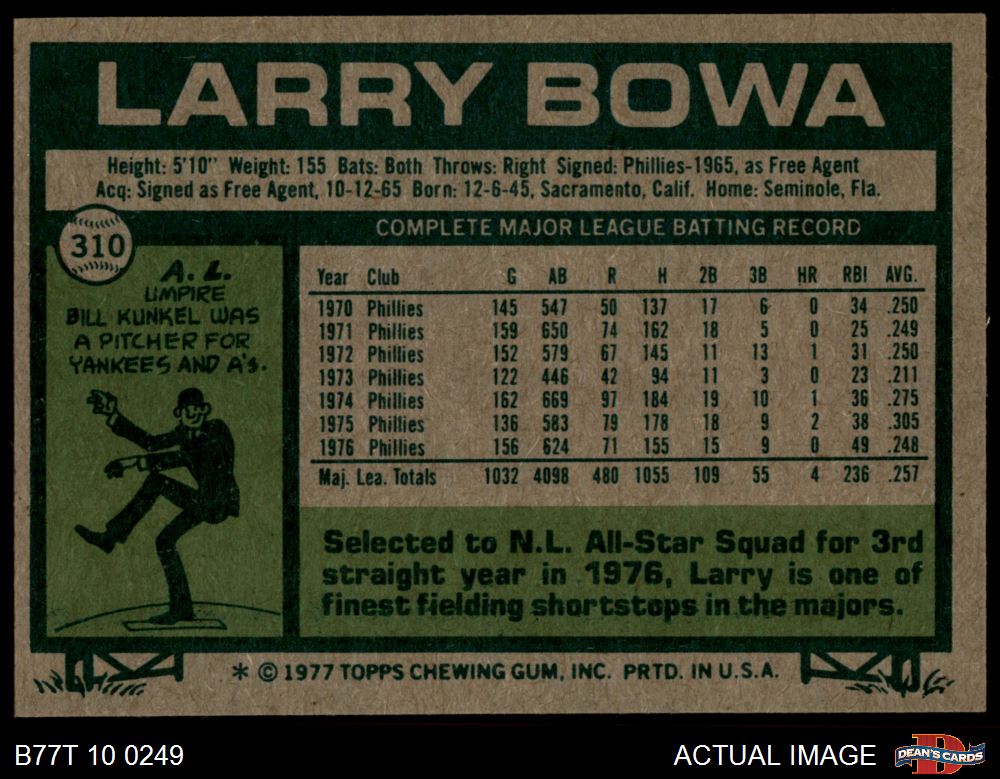 LARRY BOWA
Height: 5'10" Weight: 155 Bats: Both Throws: Right Signed: Phillies-1965, as Free Agent
Acq: Signed as Free Agent, 10-12-65 Born: 12-6-45, Sacramento, Calif. Home: Seminole, Fla.
310
A.L.
UMPIRE
BILL KUNKEL WAS
A PITCHER FOR
YANKEES AND A's.
COMPLETE MAJOR LEAGUE BATTING RECORD
Year Club G AB R H 2B 3B HR RBI AVG.
1970 Phillies 145 547 50 137 17 6 0 34 .250
1971 Phillies 159 650 74 162 18 5 0 25 .249
1972 Phillies 152 579 67 145 11 13 1 31 .250
1973 Phillies 122 446 42 94 11 3 0 23 .211
1974 Phillies 162 669 97 184 19 10 1 36 .275
1975 Phillies 136 583 79 178 18 9 2 38 .305
1976 Phillies 156 624 71 155 15 9 0 49 .248
Maj. Lea. Totals 1032 4098 480 1055 109 55 4 236 .257
Selected to N.L. All-Star Squad for 3rd
straight year in 1976, Larry is one of
finest fielding shortstops in the majors.
* © 1977 TOPPS CHEWING GUM, INC. PRTD. IN U.S.A.
B77T 10 0249
ACTUAL IMAGE
DEAN'S CARDS